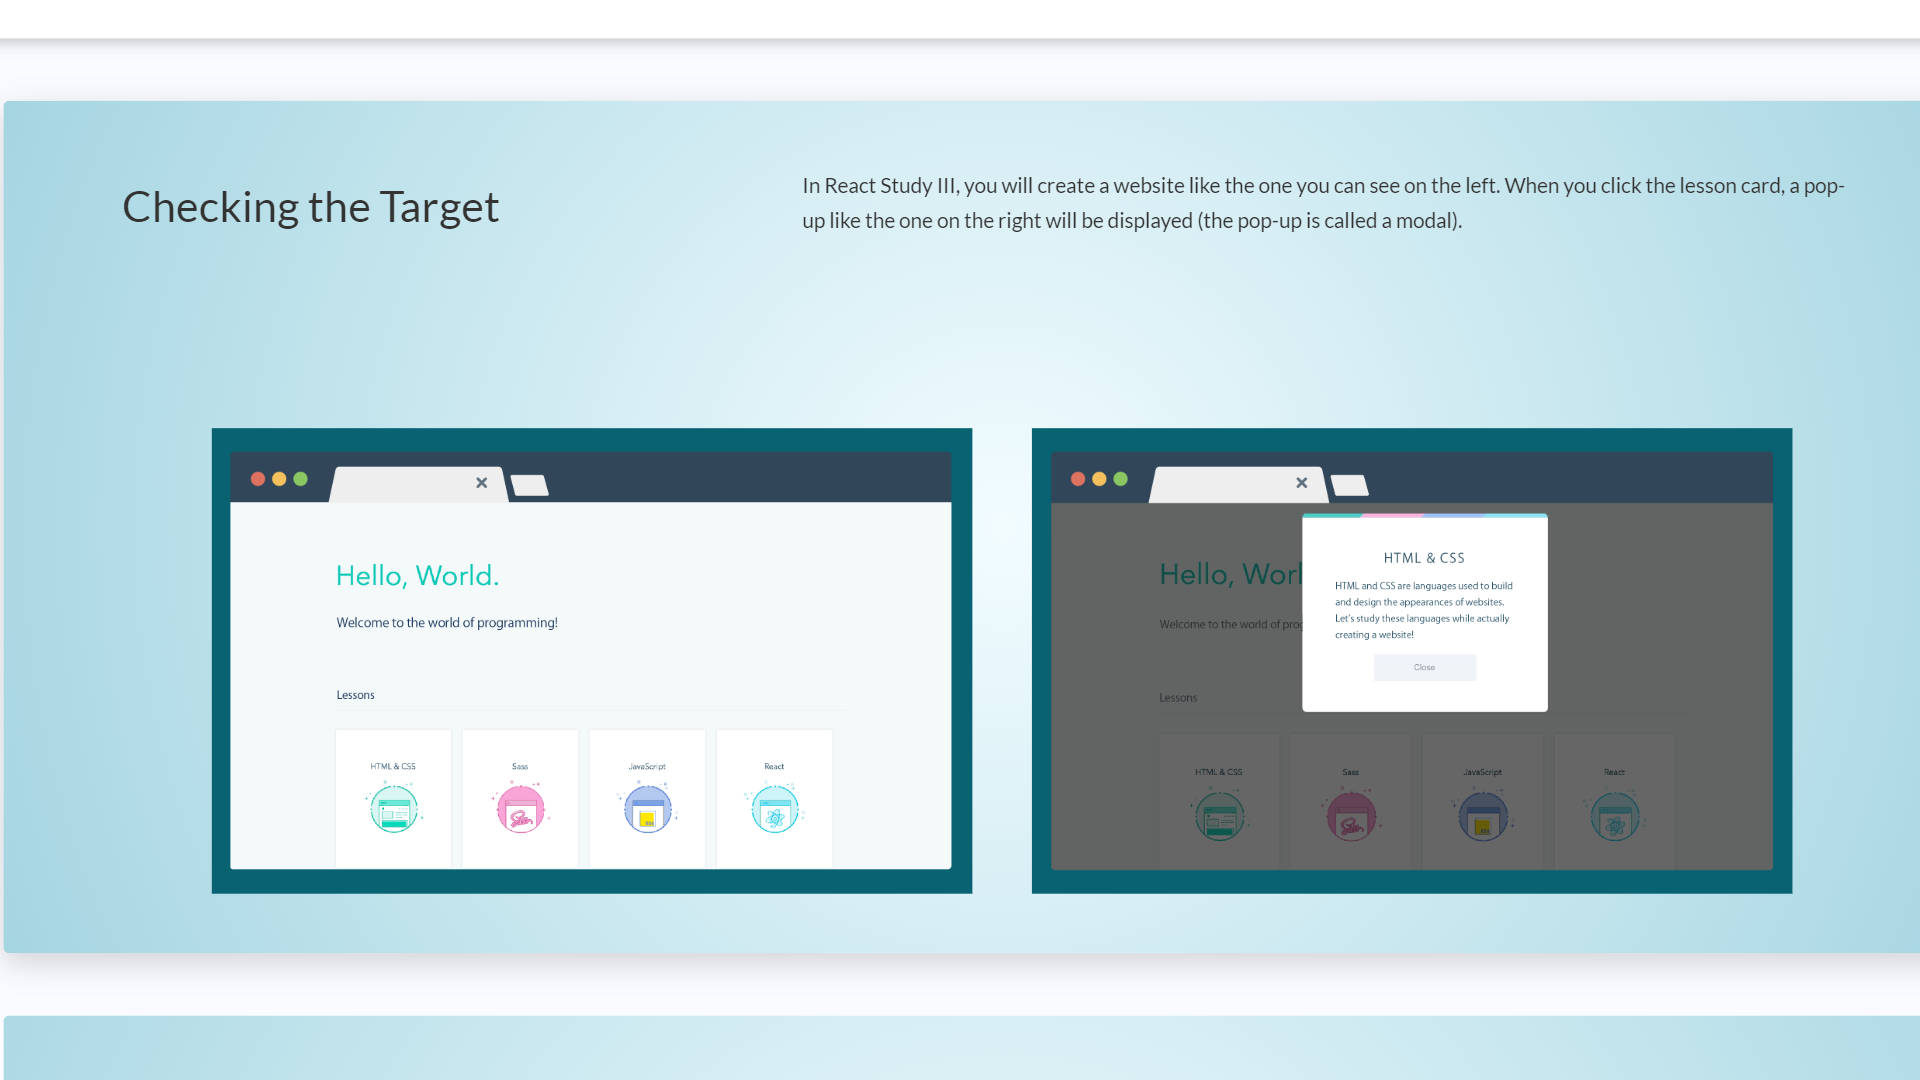 Checking the Target
In React Study III, you will create a website like the one you can see on the left. When you click the lesson card, a pop-
up like the one on the right will be displayed (the pop-up is called a modal).
Hello, World.
Welcome to the world of programming!
Lessons
HTML & CSS
Sass
JavaScript
React
Hello, Worl
Welcome to the world of prog
Lessons
HTML & CSS
Sass
JavaScript
React
HTML & CSS
HTML and CSS are languages used to build
and design the appearances of websites.
Let's study these languages while actually
creating a website!
Close